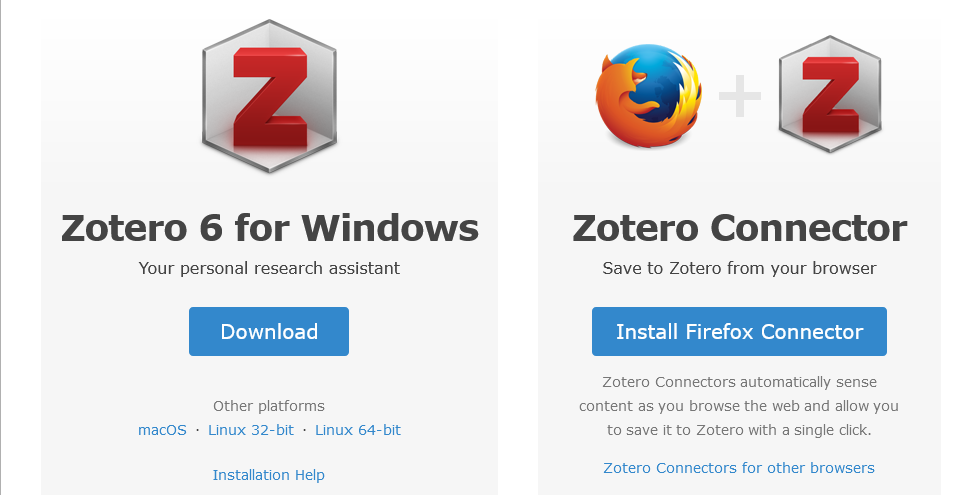 Zotero 6 for Windows
Your personal research assistant
Download
Other platforms
macOS · Linux 32-bit · Linux 64-bit
Installation Help
Zotero Connector
Save to Zotero from your browser
Install Firefox Connector
Zotero Connectors automatically sense
content as you browse the web and allow you
to save it to Zotero with a single click.
Zotero Connectors for other browsers